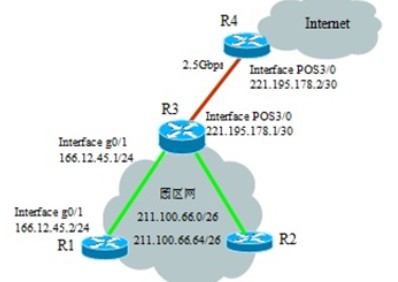 R4
Internet
2.5Gbps
Interface POS3/0
221.195.178.2/30
R3
Interface POS3/0
221.195.178.1/30
Interface g0/1
166.12.45.1/24
园区网
Interface g0/1
166.12.45.2/24
211.100.66.0/26
211.100.66.64/26
R1
R2